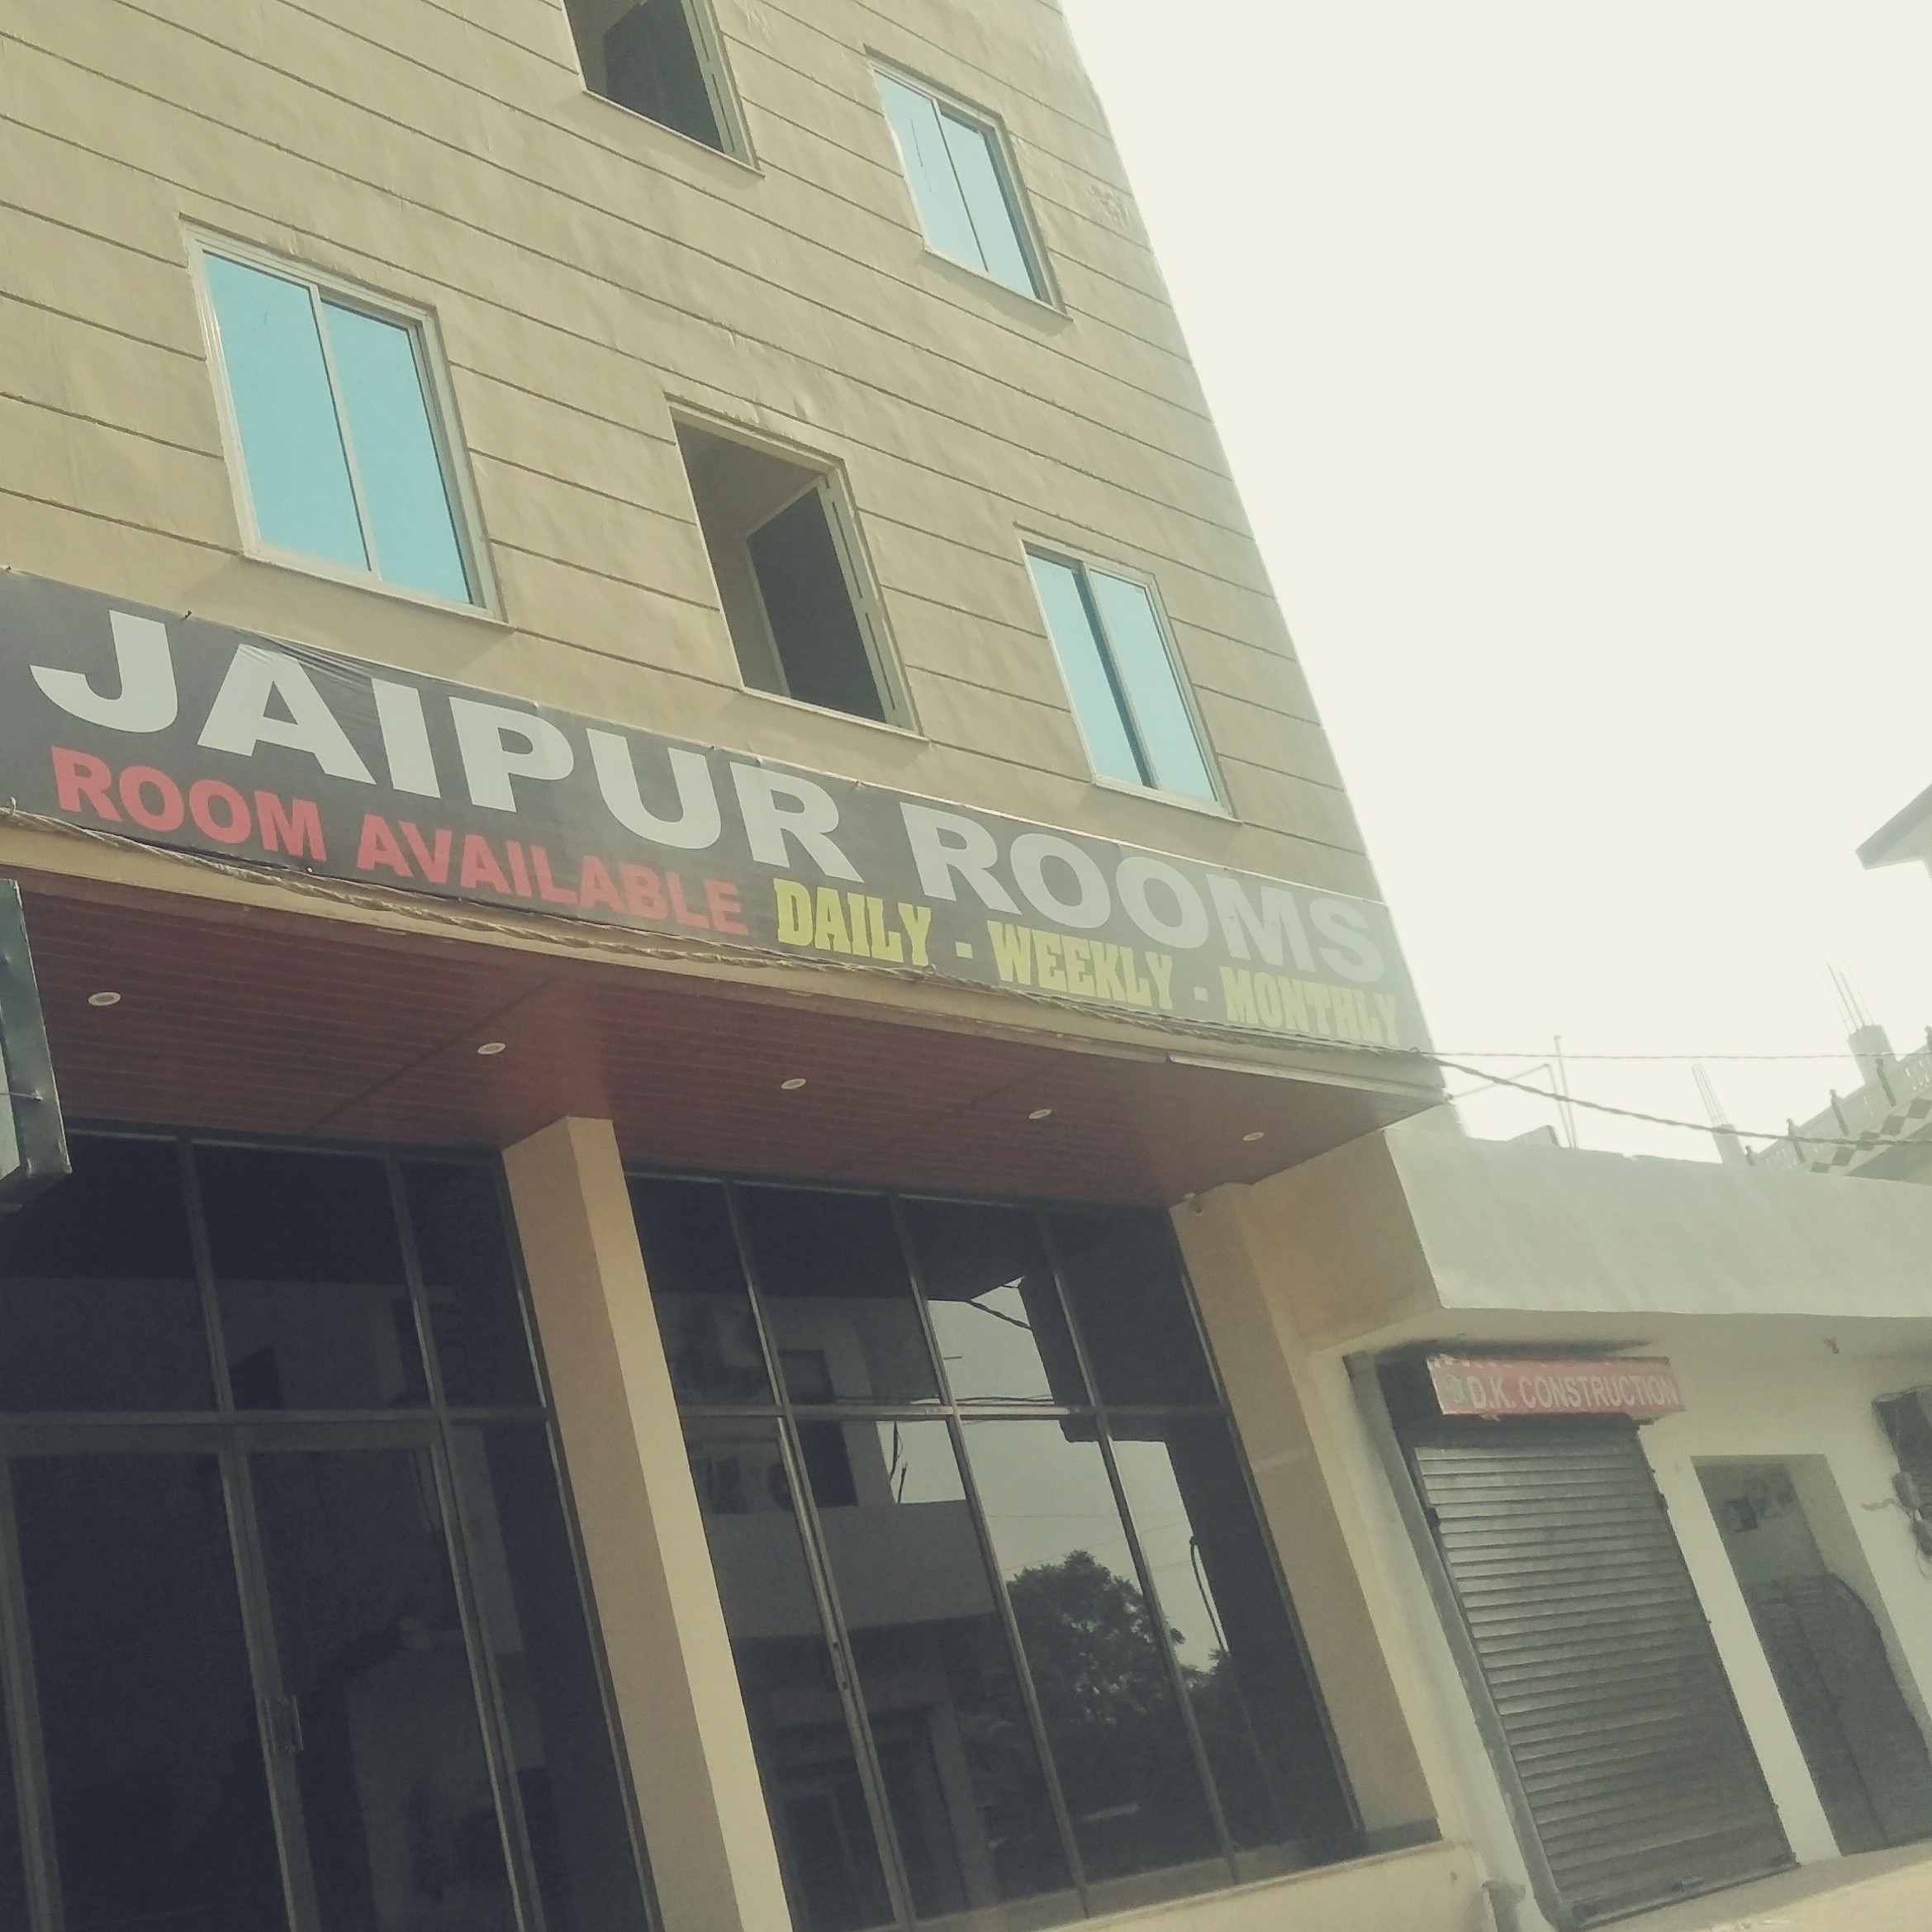 JAIPUR ROOMS
ROOM AVAILABLE DAILY - WEEKLY - MONTHLY
D.K. CONSTRUCTION